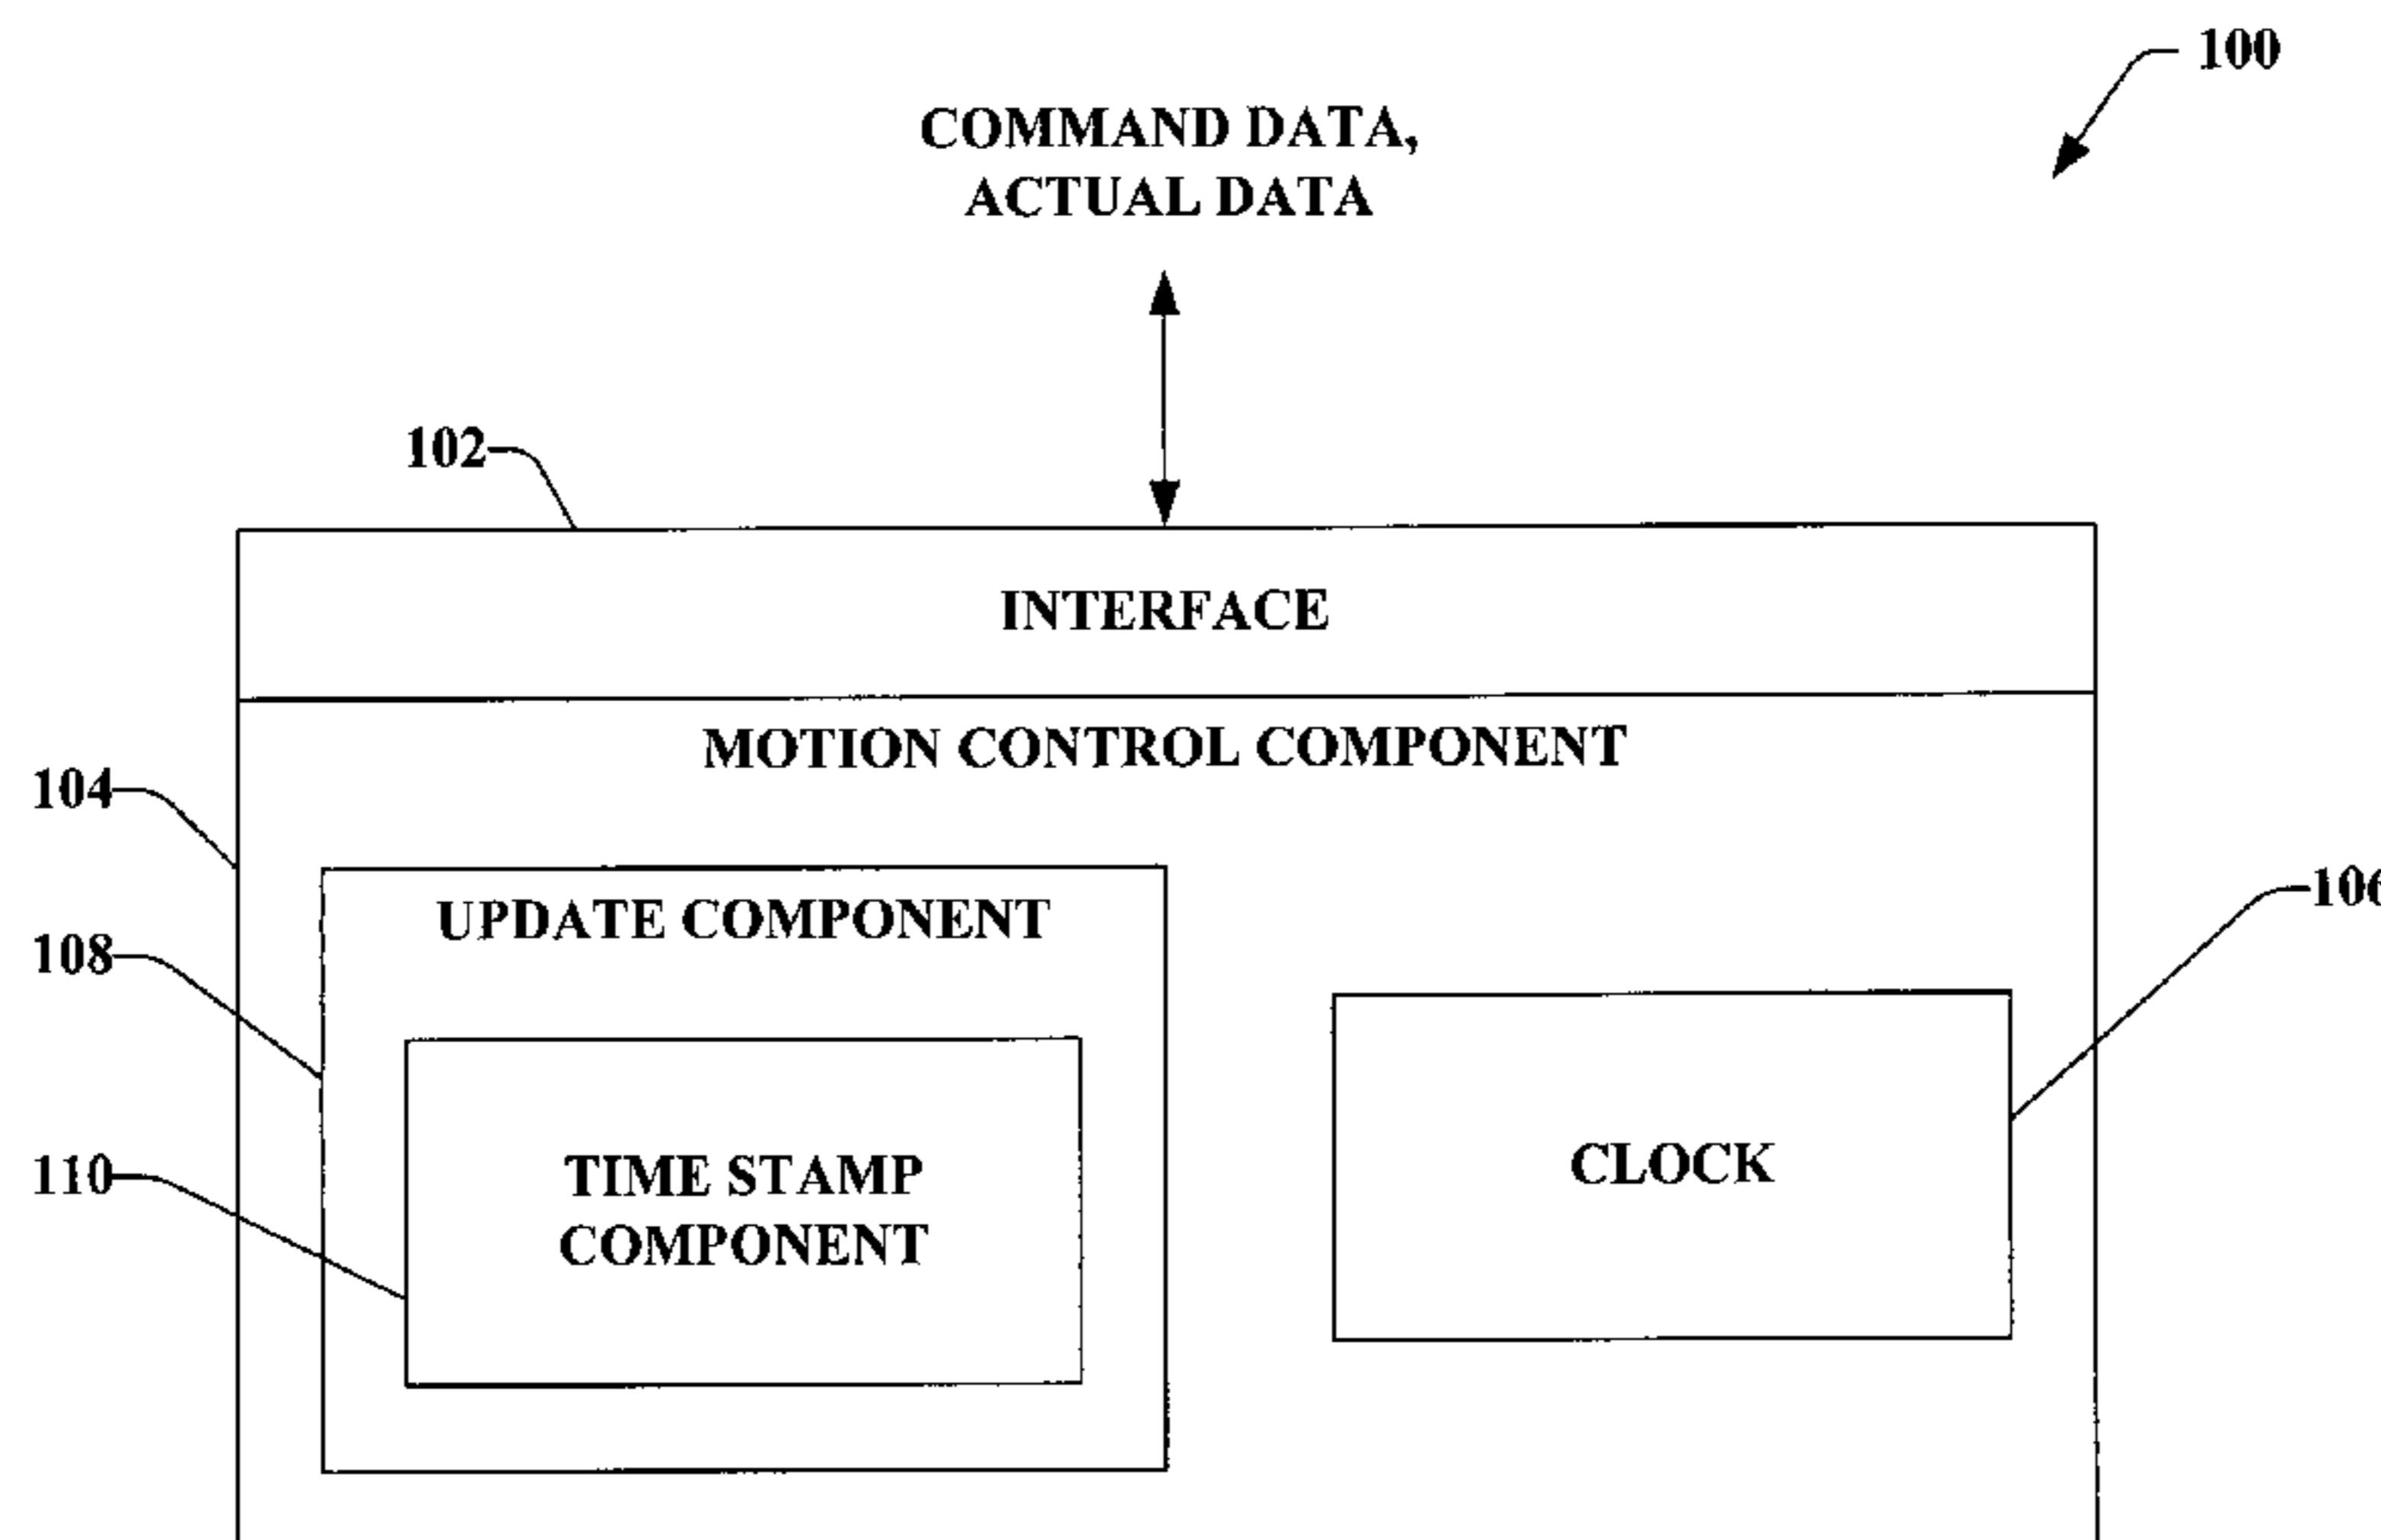 100
COMMAND DATA,
ACTUAL DATA
102
INTERFACE
MOTION CONTROL COMPONENT
104
UPDATE COMPONENT
106
108
TIME STAMP
COMPONENT
CLOCK
110